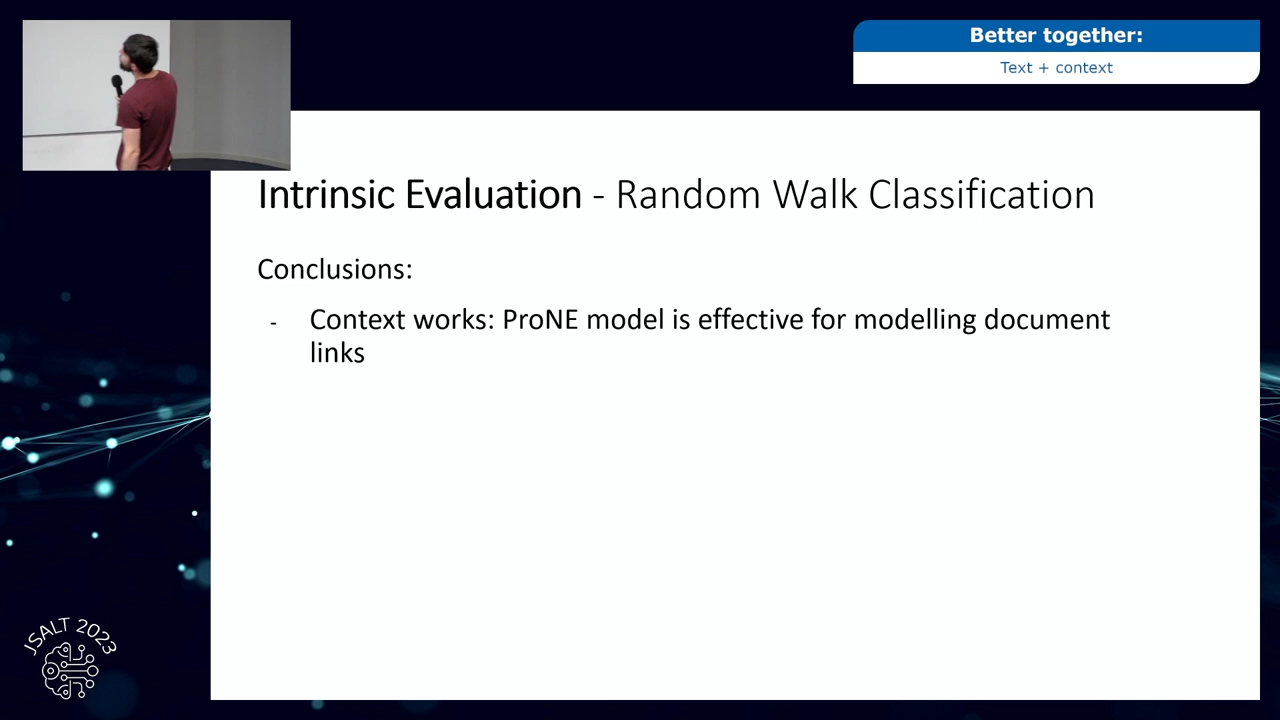 Better together:
Text + context
Intrinsic Evaluation - Random Walk Classification
Conclusions:
- Context works: ProNE model is effective for modelling document
links
JSALT 2023